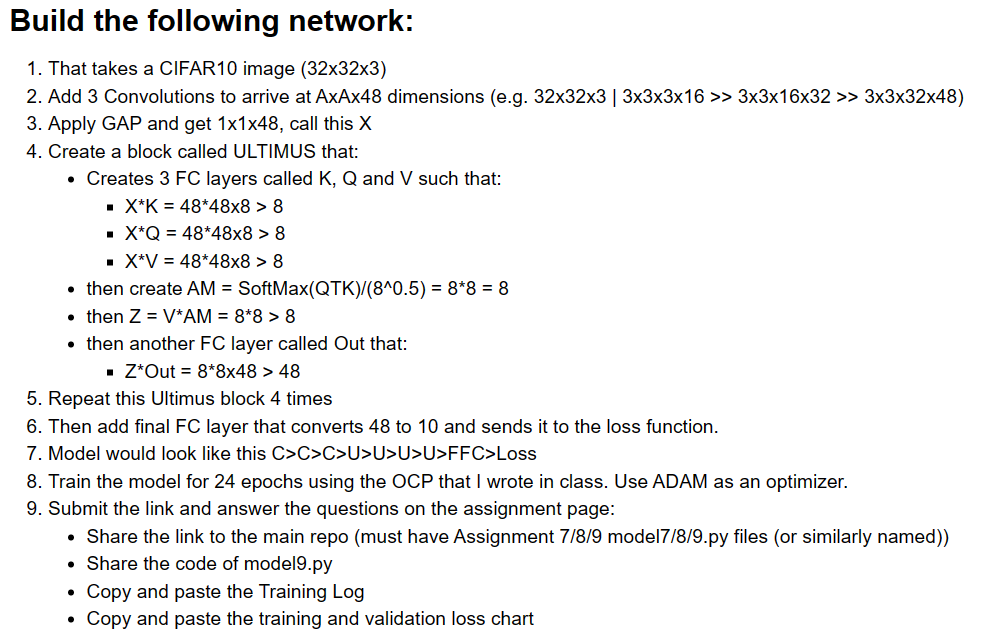 Build the following network:
1. That takes a CIFAR10 image (32x32x3)
2. Add 3 Convolutions to arrive at AxAx48 dimensions (e.g. 32x32x3 | 3x3x3x16 >> 3x3x16x32 >> 3x3x32x48)
3. Apply GAP and get 1x1x48, call this X
4. Create a block called ULTIMUS that:
• Creates 3 FC layers called K, Q and V such that:
▪ X*K = 48*48x8 > 8
▪ X*Q = 48*48x8 > 8
▪ X*V = 48*48x8 > 8
• then create AM = SoftMax(QTK)/(8^0.5) = 8*8 = 8
• then Z = V*AM = 8*8 > 8
• then another FC layer called Out that:
▪ Z*Out = 8*8x48 > 48
5. Repeat this Ultimus block 4 times
6. Then add final FC layer that converts 48 to 10 and sends it to the loss function.
7. Model would look like this C>C>C>U>U>U>U>FFC>Loss
8. Train the model for 24 epochs using the OCP that I wrote in class. Use ADAM as an optimizer.
9. Submit the link and answer the questions on the assignment page:
• Share the link to the main repo (must have Assignment 7/8/9 model7/8/9.py files (or similarly named))
• Share the code of model9.py
• Copy and paste the Training Log
• Copy and paste the training and validation loss chart